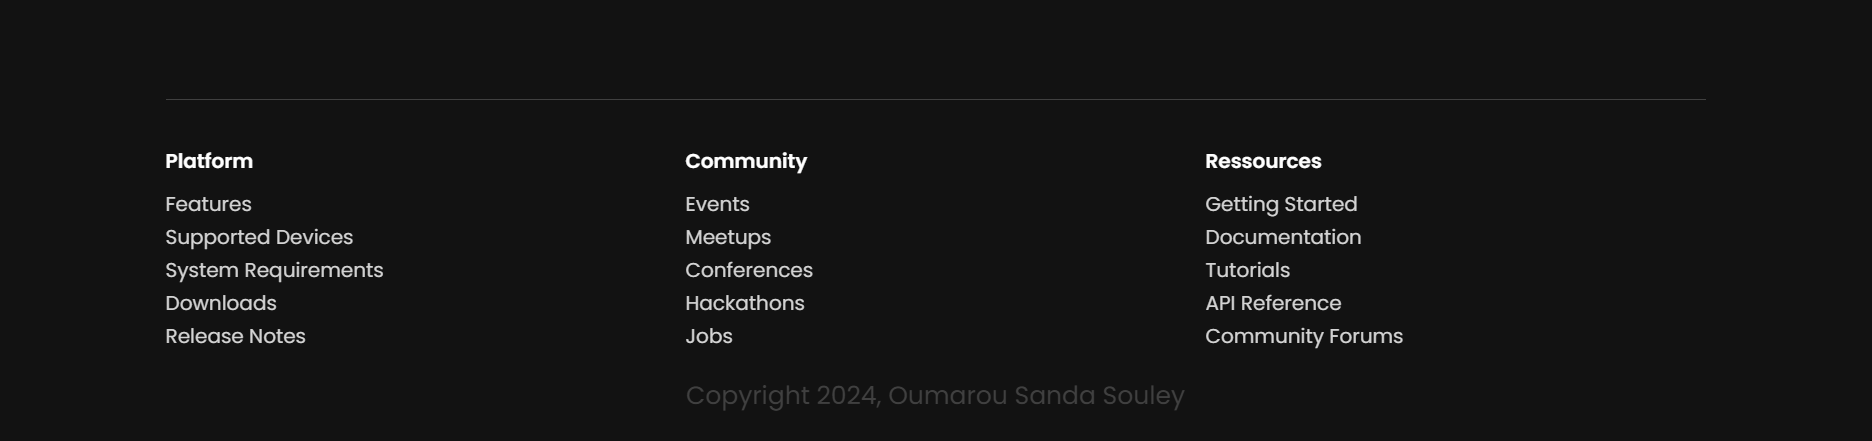 Platform
Features
Supported Devices
System Requirements
Downloads
Release Notes
Community
Events
Meetups
Conferences
Hackathons
Jobs
Ressources
Getting Started
Documentation
Tutorials
API Reference
Community Forums
Copyright 2024, Oumarou Sanda Souley